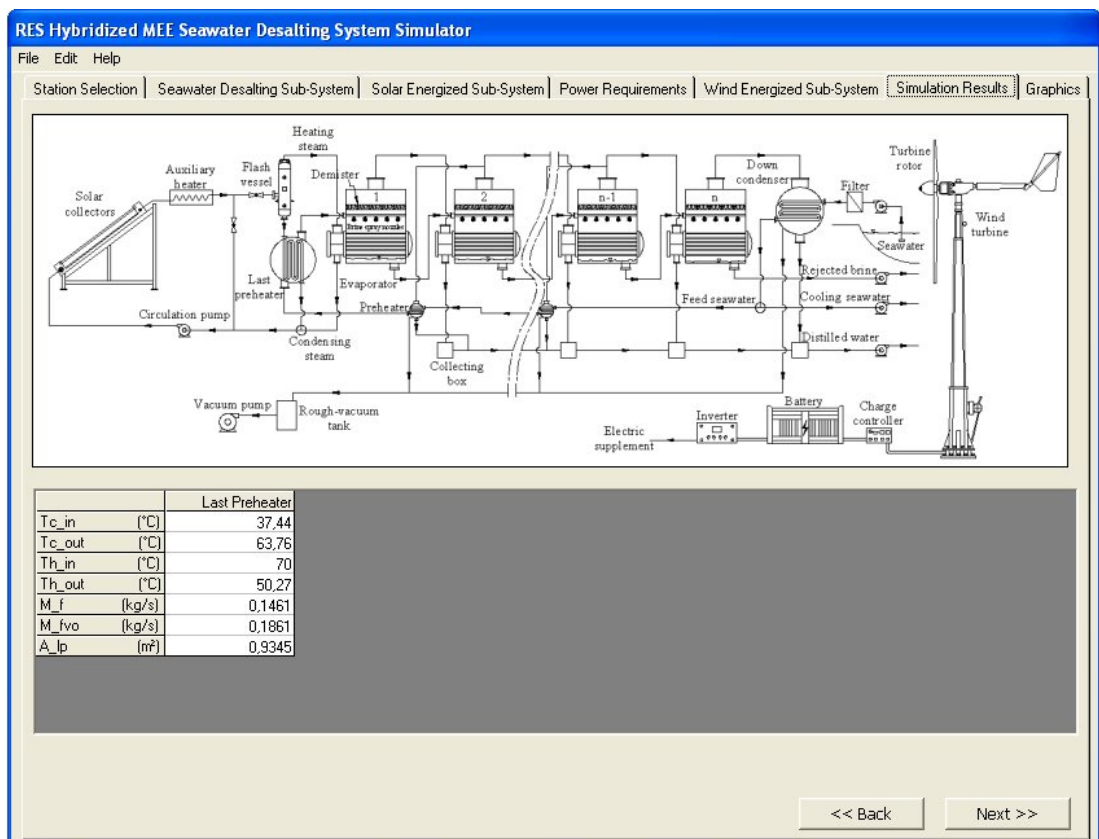 RES Hybridized MEE Seawater Desalting System Simulator
File Edit Help
Station Selection Seawater Desalting Sub-System Solar Energized Sub-System Power Requirements Wind Energized Sub-System Simulation Results Graphics
Heating
steam
Turbine
rotor
Auxiliary
heater
Flash
vessel
Demister
Down
condenser
Filter
Solar
collectors
1
2
n-1
n
Brine spray nozzles
Wind
turbine
Seawater
Last
preheater
Evaporator
Rejected brine
Preheater
Feed seawater
Cooling seawater
Circulation pump
Condensing
steam
Distilled water
Collecting
box
Vacuum pump
Rough-vacuum
tank
Battery
Inverter
Charge
controller
Electric
supplement
Last Preheater
Tc_in (°C) 37,44
Tc_out (°C) 63,76
Th_in (°C) 70
Th_out (°C) 50,27
M_f (kg/s) 0,1461
M_fvo (kg/s) 0,1861
A_lp (m²) 0,9345
<< Back Next >>